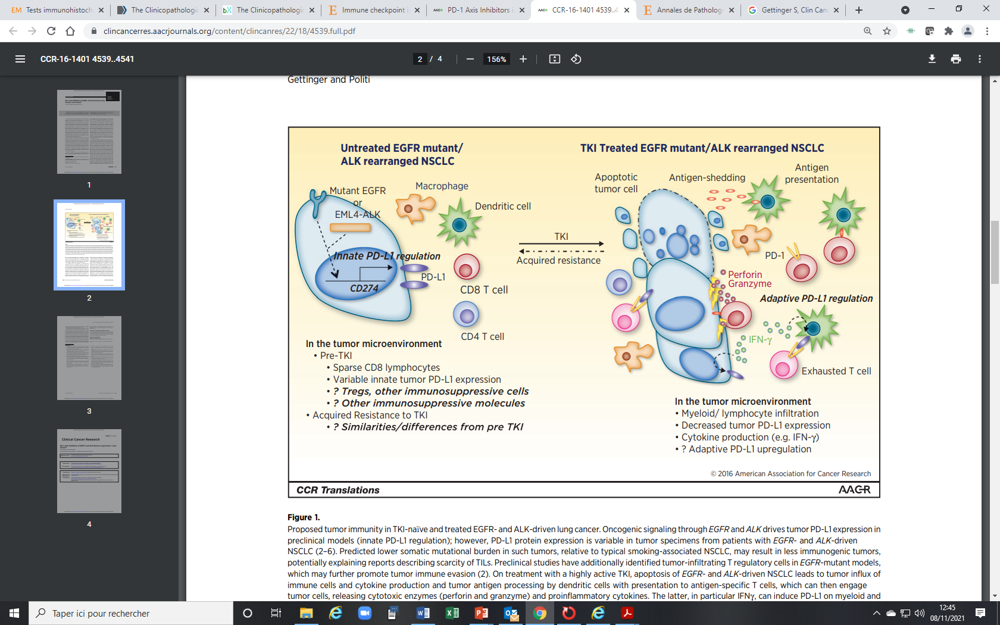 Tests immunohistoch
The Clinicopathologic
The Clinicopathologic
Immune checkpoint i
PD-1 Axis Inhibitors i
CCR-16-1401 4539..4
Annales de Patholog
Gettinger S, Clin Can
clincancerres.aacrjournals.org/content/clincanres/22/18/4539.full.pdf
CCR-16-1401 4539..4541
2 / 4
156%
1
2
3
4
Gettinger and Politi
Untreated EGFR mutant/
ALK rearranged NSCLC
TKI Treated EGFR mutant/ALK rearranged NSCLC
Mutant EGFR
or
EML4-ALK
Macrophage
Dendritic cell
Innate PD-L1 regulation
PD-L1
CD274
CD8 T cell
CD4 T cell
TKI
Acquired resistance
Apoptotic
tumor cell
Antigen-shedding
Antigen
presentation
PD-1
Perforin
Granzyme
Adaptive PD-L1 regulation
IFN-γ
Exhausted T cell
In the tumor microenvironment
• Pre-TKI
• Sparse CD8 lymphocytes
• Variable innate tumor PD-L1 expression
• ? Tregs, other immunosuppressive cells
• ? Other immunosuppressive molecules
• Acquired Resistance to TKI
• ? Similarities/differences from pre TKI
In the tumor microenvironment
• Myeloid/ lymphocyte infiltration
• Decreased tumor PD-L1 expression
• Cytokine production (e.g. IFN-γ)
• ? Adaptive PD-L1 upregulation
© 2016 American Association for Cancer Research
CCR Translations
AACR
Figure 1.
Proposed tumor immunity in TKI-naïve and treated EGFR- and ALK-driven lung cancer. Oncogenic signaling through EGFR and ALK drives tumor PD-L1 expression in
preclinical models (innate PD-L1 regulation); however, PD-L1 protein expression is variable in tumor specimens from patients with EGFR- and ALK-driven
NSCLC (2–6). Predicted lower somatic mutational burden in such tumors, relative to typical smoking-associated NSCLC, may result in less immunogenic tumors,
potentially explaining reports describing scarcity of TILs. Preclinical studies have additionally identified tumor-infiltrating T regulatory cells in EGFR-mutant models,
which may further promote tumor immune evasion (2). On treatment with a highly active TKI, apoptosis of EGFR- and ALK-driven NSCLC leads to tumor influx of
immune cells and cytokine production and tumor antigen processing by dendritic cells with presentation to antigen-specific T cells, which can then engage
tumor cells, releasing cytotoxic enzymes (perforin and granzyme) and proinflammatory cytokines. The latter, in particular IFNγ, can induce PD-L1 on myeloid and
Taper ici pour rechercher
12:45
08/11/2021